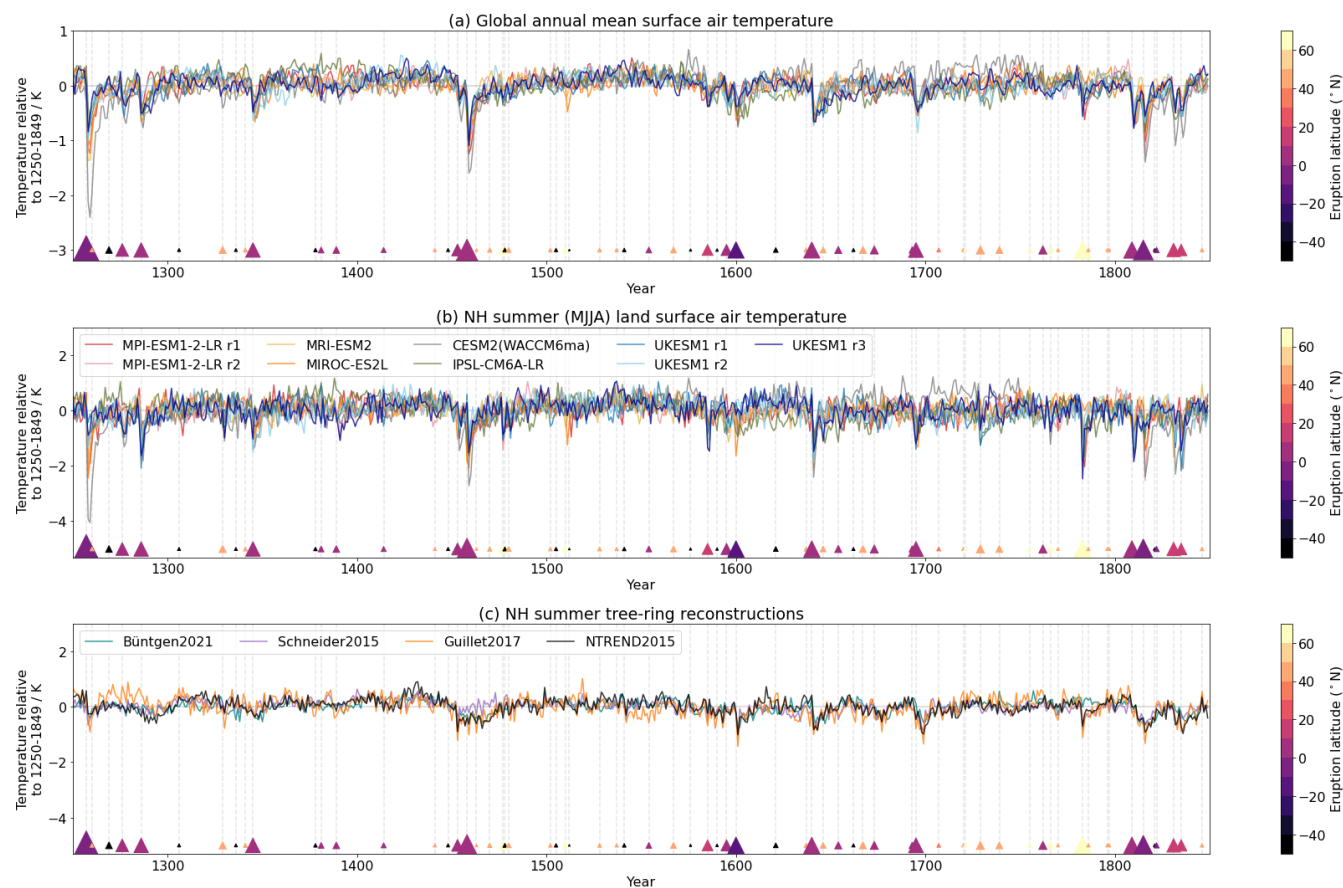 (a) Global annual mean surface air temperature
Temperature relative
to 1250-1849 / K
1
0
−1
−2
−3
1300 1400 1500 1600 1700 1800
Year
60
40
20
0
−20
−40
Eruption latitude (°N)
(b) NH summer (MJJA) land surface air temperature
Temperature relative
to 1250-1849 / K
2
0
−2
−4
MPI-ESM1-2-LR r1 MRI-ESM2 CESM2(WACCM6ma) UKESM1 r1 UKESM1 r3
MPI-ESM1-2-LR r2 MIROC-ES2L IPSL-CM6A-LR UKESM1 r2
1300 1400 1500 1600 1700 1800
Year
60
40
20
0
−20
−40
Eruption latitude (°N)
(c) NH summer tree-ring reconstructions
Temperature relative
to 1250-1849 / K
2
0
−2
−4
Büntgen2021 Schneider2015 Guillet2017 NTREND2015
1300 1400 1500 1600 1700 1800
Year
60
40
20
0
−20
−40
Eruption latitude (°N)